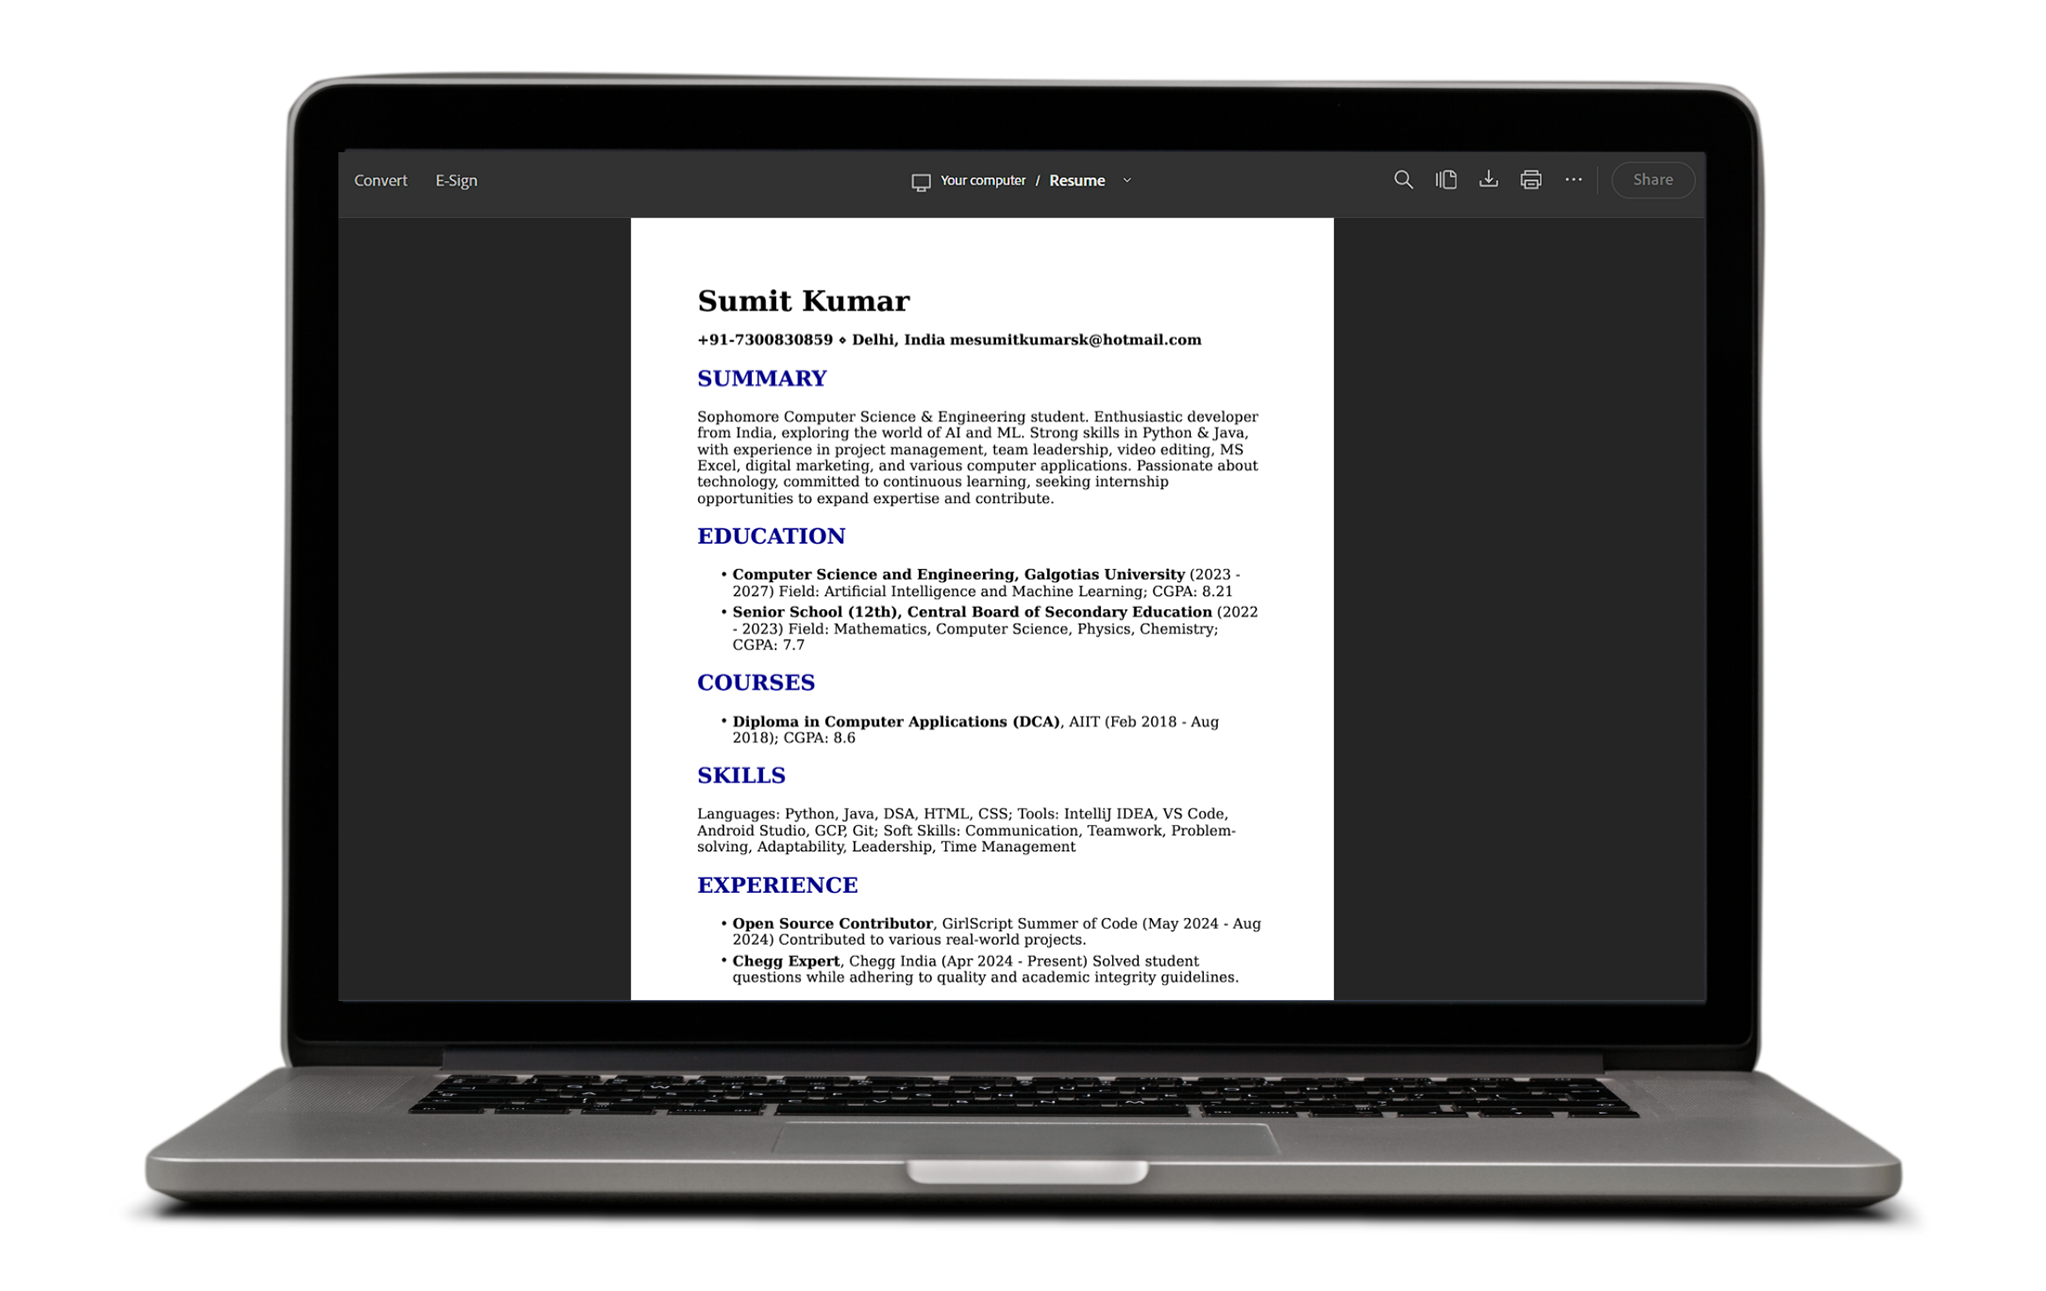 Convert E-Sign Your computer / Resume Share
Sumit Kumar
+91-7300830859 ⋄ Delhi, India mesumitkumarsk@hotmail.com
SUMMARY
Sophomore Computer Science & Engineering student. Enthusiastic developer
from India, exploring the world of AI and ML. Strong skills in Python & Java,
with experience in project management, team leadership, video editing, MS
Excel, digital marketing, and various computer applications. Passionate about
technology, committed to continuous learning, seeking internship
opportunities to expand expertise and contribute.
EDUCATION
• Computer Science and Engineering, Galgotias University (2023 -
2027) Field: Artificial Intelligence and Machine Learning; CGPA: 8.21
• Senior School (12th), Central Board of Secondary Education (2022
- 2023) Field: Mathematics, Computer Science, Physics, Chemistry;
CGPA: 7.7
COURSES
• Diploma in Computer Applications (DCA), AIIT (Feb 2018 - Aug
2018); CGPA: 8.6
SKILLS
Languages: Python, Java, DSA, HTML, CSS; Tools: IntelliJ IDEA, VS Code,
Android Studio, GCP, Git; Soft Skills: Communication, Teamwork, Problem-
solving, Adaptability, Leadership, Time Management
EXPERIENCE
• Open Source Contributor, GirlScript Summer of Code (May 2024 - Aug
2024) Contributed to various real-world projects.
• Chegg Expert, Chegg India (Apr 2024 - Present) Solved student
questions while adhering to quality and academic integrity guidelines.